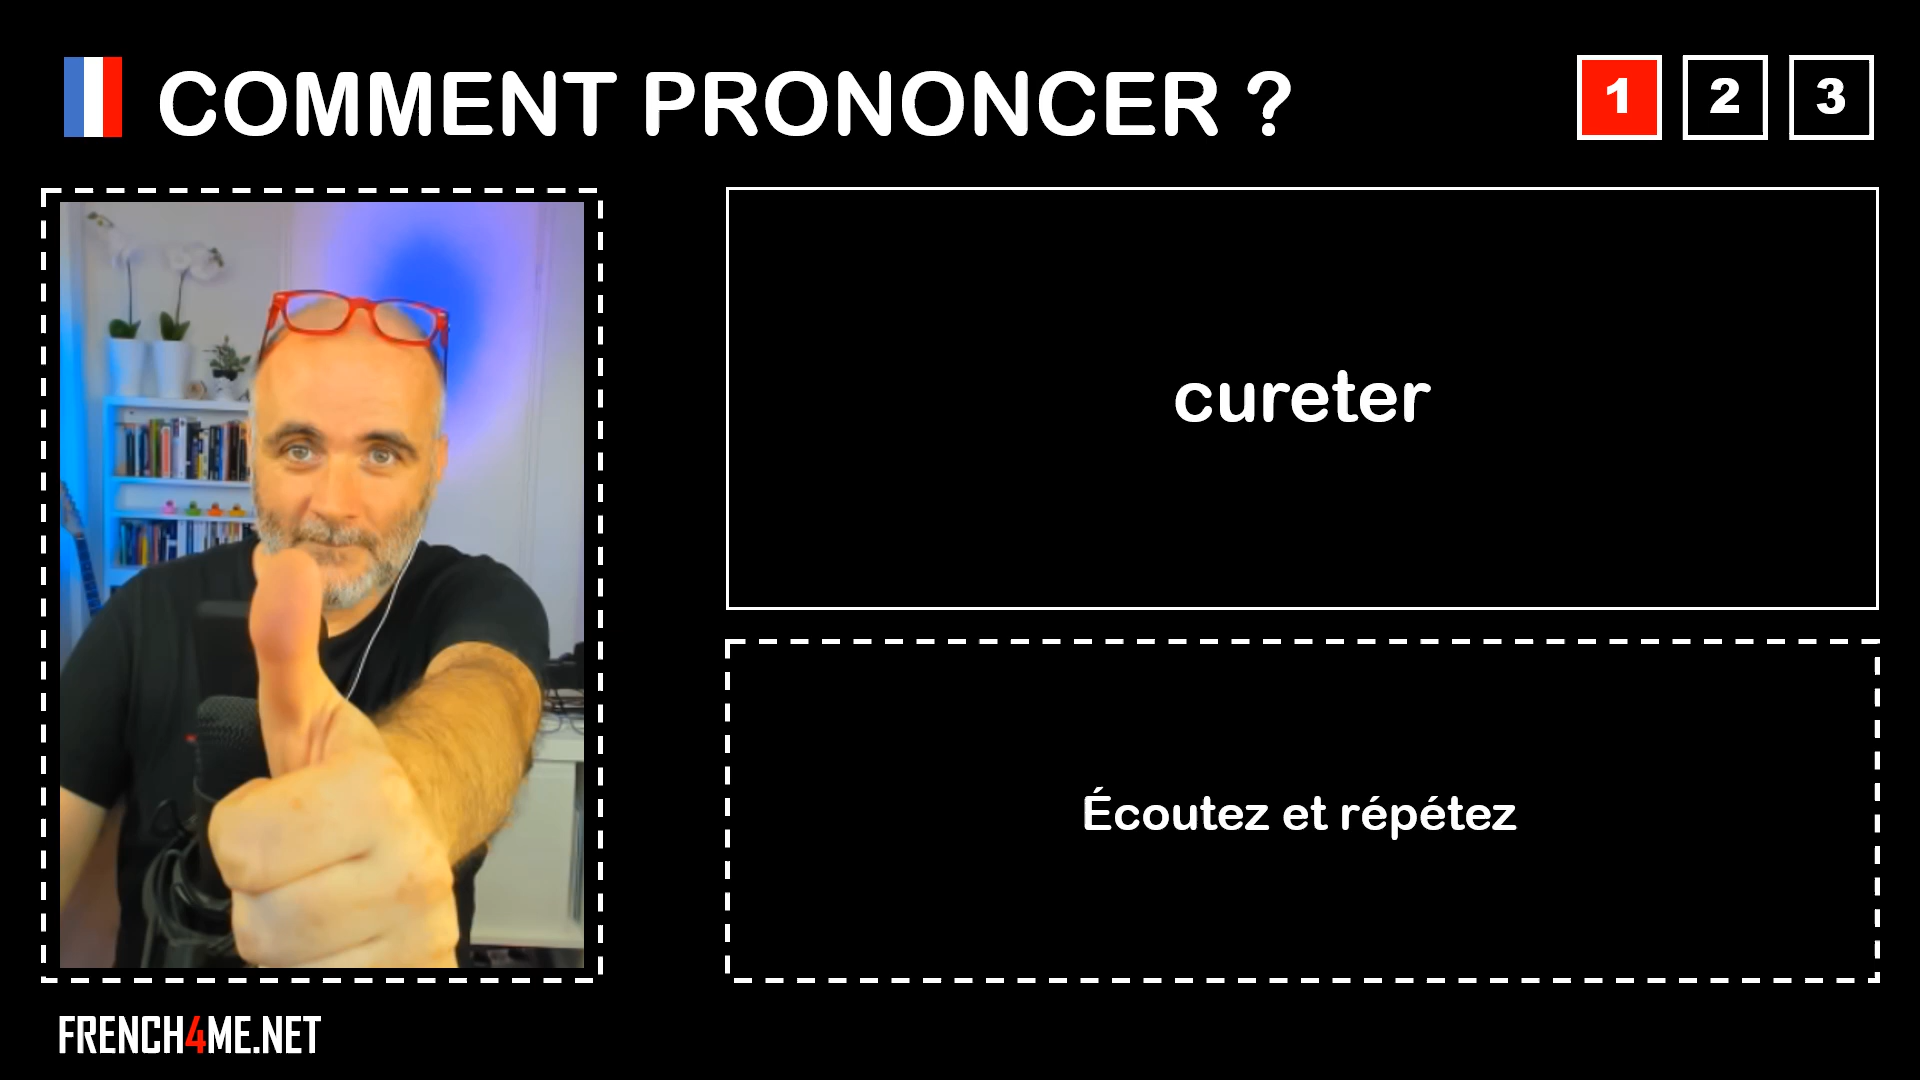 COMMENT PRONONCER ?
1 2 3
cureter
Écoutez et répétez
FRENCH4ME.NET